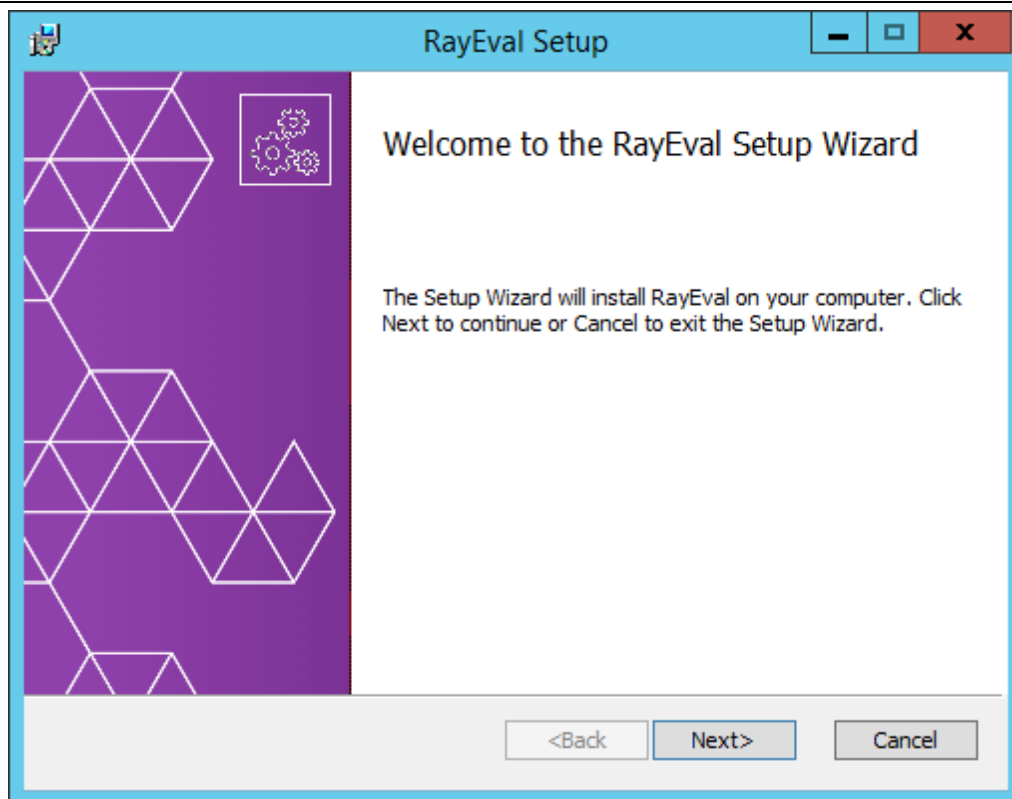 RayEval Setup
Welcome to the RayEval Setup Wizard
The Setup Wizard will install RayEval on your computer. Click
Next to continue or Cancel to exit the Setup Wizard.
<Back Next> Cancel